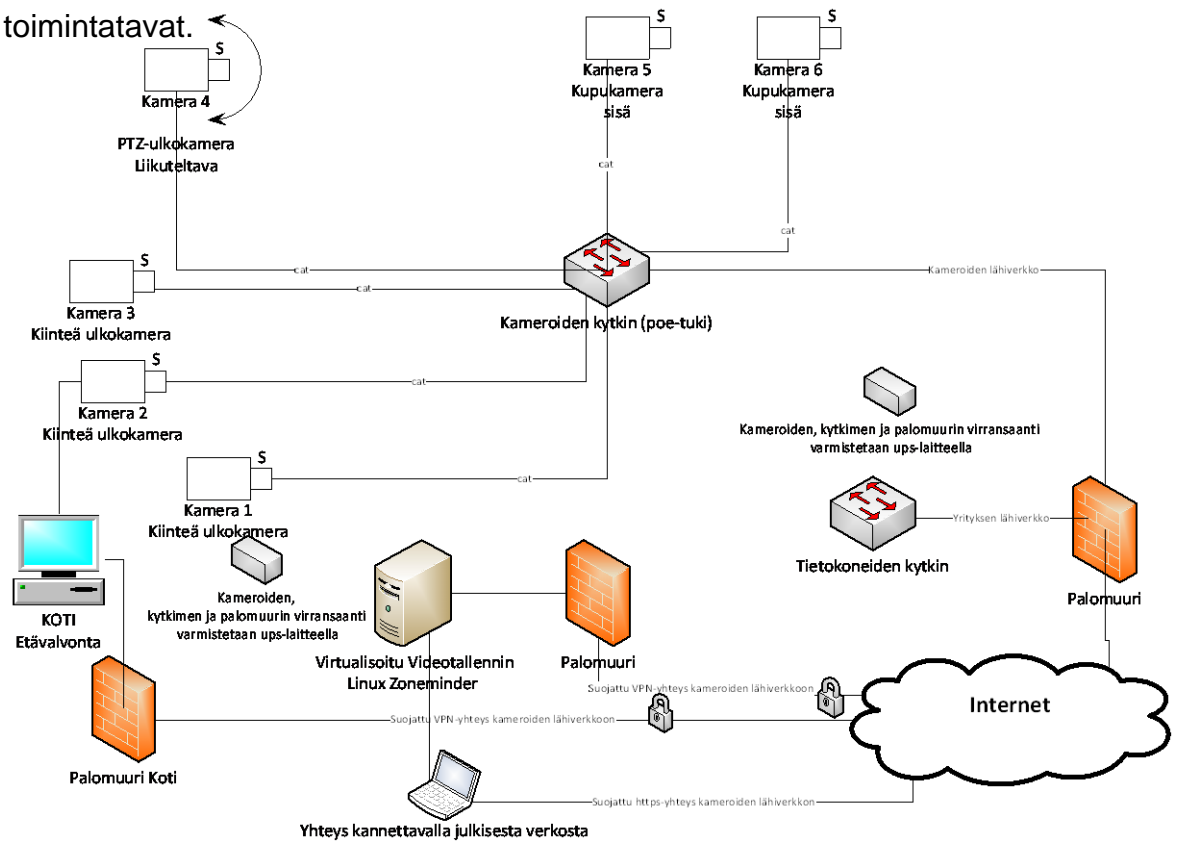 toimintatavat.
S
Kamera 4
PTZ-ulkokamera
Liikuteltava
S
Kamera 5
Kupukamera
sisä
S
Kamera 6
Kupukamera
sisä
cat
cat
cat
cat
S
Kamera 3
Kiinteä ulkokamera
Kameroiden lähiverkko
Kameroiden kytkin (poe-tuki)
S
Kamera 2
Kiinteä ulkokamera
cat
Kameroiden, kytkimen ja palomuurin virransaanti
varmistetaan ups-laitteella
S
Kamera 1
Kiinteä ulkokamera
cat
Yrityksen lähiverkko
Tietokoneiden kytkin
Palomuuri
KOTI
Etävalvonta
Kameroiden,
kytkimen ja palomuurin virransaanti
varmistetaan ups-laitteella
Virtualisoitu Videotallennin
Linux Zoneminder
Palomuuri
Suojattu VPN-yhteys kameroiden lähiverkkoon
Internet
Suojattu VPN-yhteys kameroiden lähiverkkoon
Palomuuri Koti
Suojattu https-yhteys kameroiden lähiverkkon
Yhteys kannettavalla julkisesta verkosta